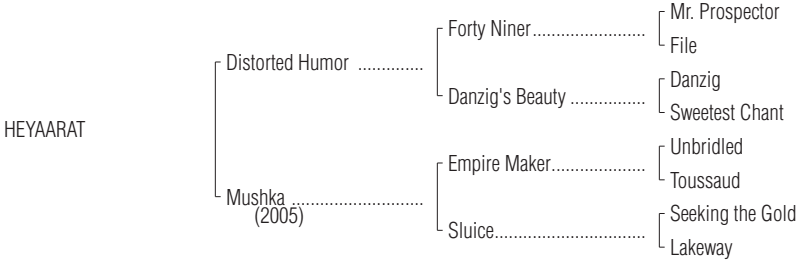 Mr. Prospector
Forty Niner........................
File
Distorted Humor ..............
Danzig
Danzig's Beauty ................
Sweetest Chant
HEYAARAT
Unbridled
Empire Maker....................
Toussaud
Mushka ............................
(2005)
Seeking the Gold
Sluice................................
Lakeway